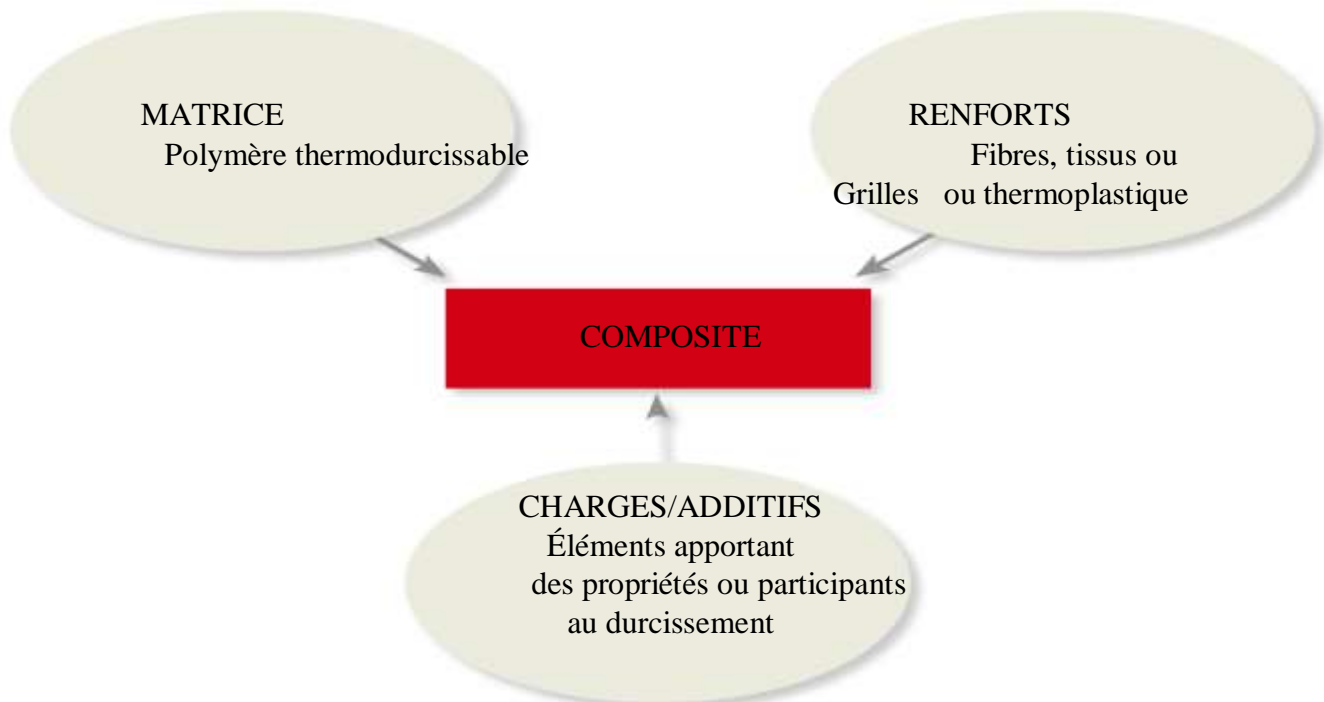 MATRICE
Polymère thermodurcissable
RENFORTS
Fibres, tissus ou
Grilles ou thermoplastique
COMPOSITE
CHARGES/ADDITIFS
Éléments apportant
des propriétés ou participants
au durcissement